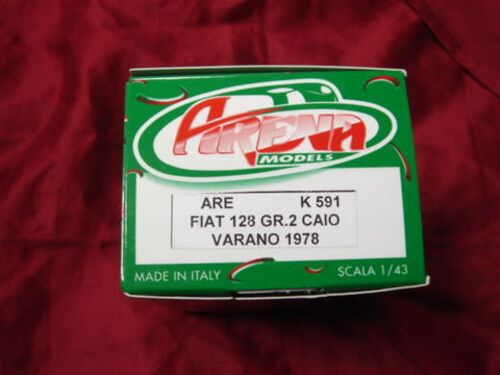 ARENA
MODELS
ARE K 591
FIAT 128 GR.2 CAIO
VARANO 1978
MADE IN ITALY SCALA 1/43